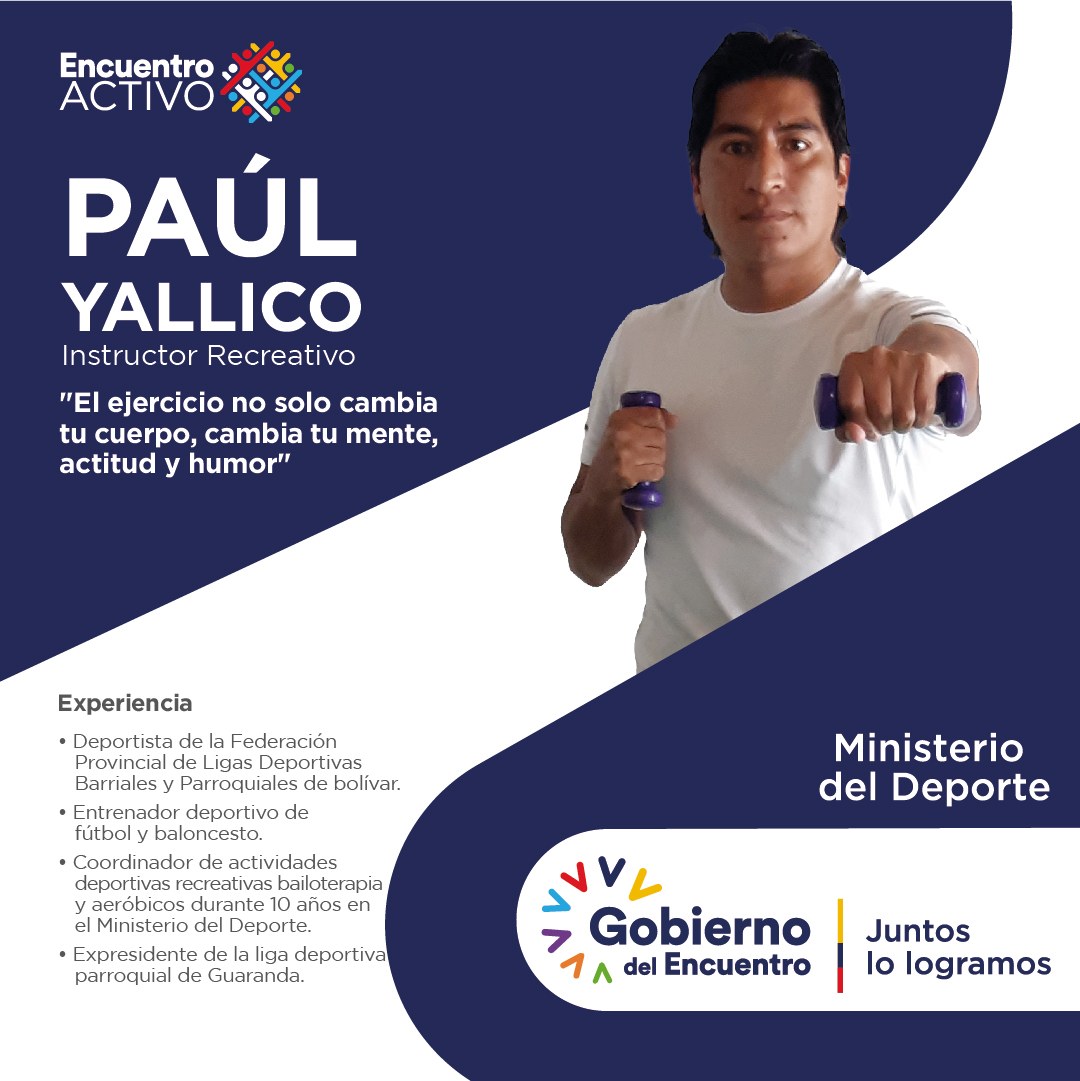 Encuentro
ACTIVO
PAÚL
YALLICO
Instructor Recreativo
"El ejercicio no solo cambia
tu cuerpo, cambia tu mente,
actitud y humor"
Experiencia
• Deportista de la Federación
Provincial de Ligas Deportivas
Barriales y Parroquiales de bolívar.
• Entrenador deportivo de
fútbol y baloncesto.
• Coordinador de actividades
deportivas recreativas bailoterapia
y aeróbicos durante 10 años en
el Ministerio del Deporte.
• Expresidente de la liga deportiva
parroquial de Guaranda.
Ministerio
del Deporte
Gobierno
del Encuentro
Juntos
lo logramos